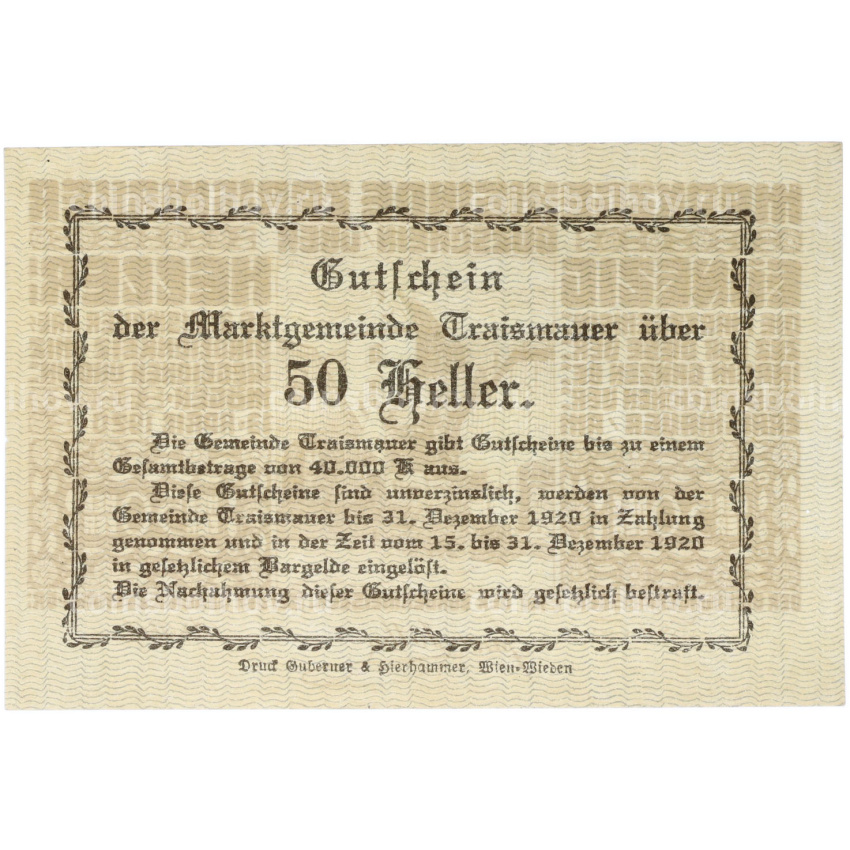 Gutſchein
der Marktgemeinde Traismauer über
50 Heller.
Die Gemeinde Traismauer gibt Gutſcheine bis zu einem
Geſamtbetrage von 40.000 K aus.
Dieſe Gutſcheine ſind unverzinslich, werden von der
Gemeinde Traismauer bis 31. Dezember 1920 in Zahlung
genommen und in der Zeit vom 15. bis 31. Dezember 1920
in geſetzlichem Bargelde eingelöst.
Die Nachahmung dieſer Gutſcheine wird geſetzlich beſtraft.
Druck Guberner & Hierhammer, Wien-Wieden